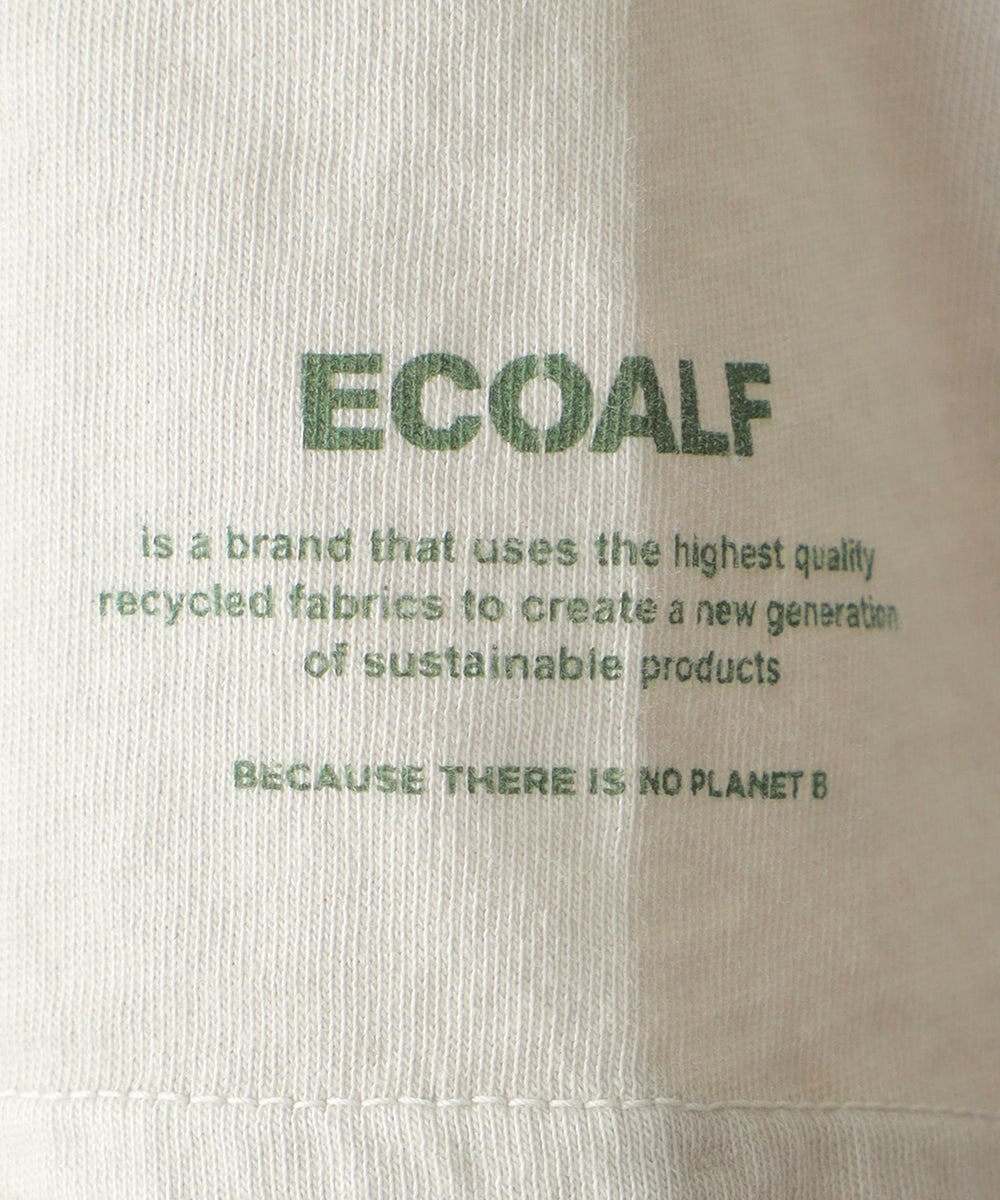 ECOALF
is a brand that uses the highest quality
recycled fabrics to create a new generation
of sustainable products
BECAUSE THERE IS NO PLANET B